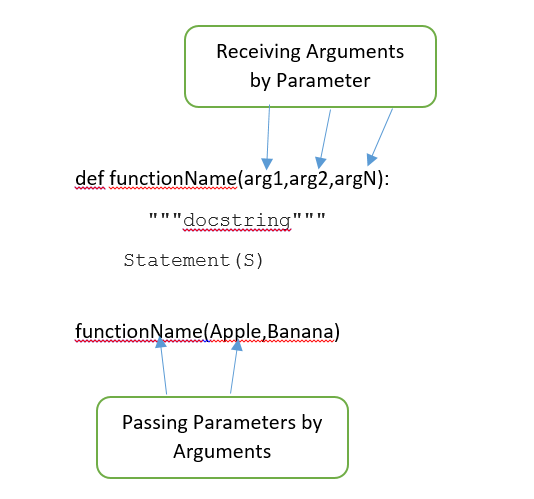 Receiving Arguments
by Parameter
def functionName(arg1,arg2,argN):
"""docstring"""
Statement(S)
functionName(Apple,Banana)
Passing Parameters by
Arguments